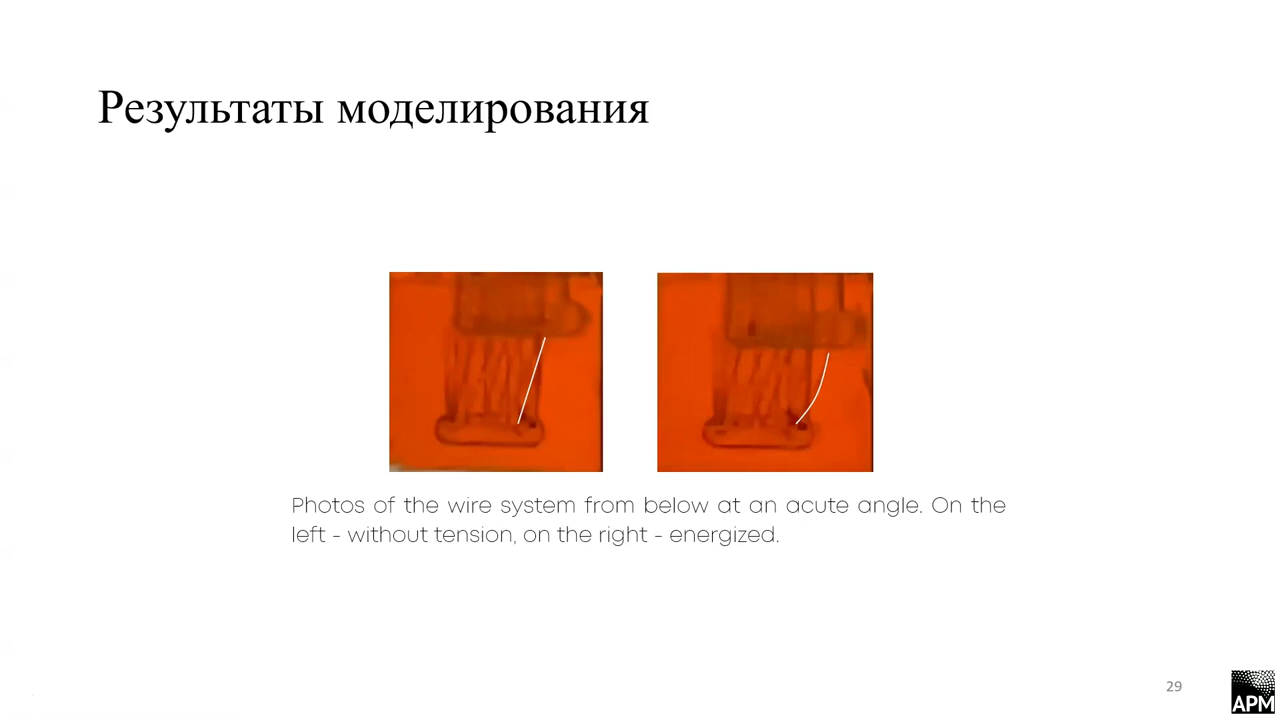 Результаты моделирования
Photos of the wire system from below at an acute angle. On the
left - without tension, on the right - energized.
29
APM